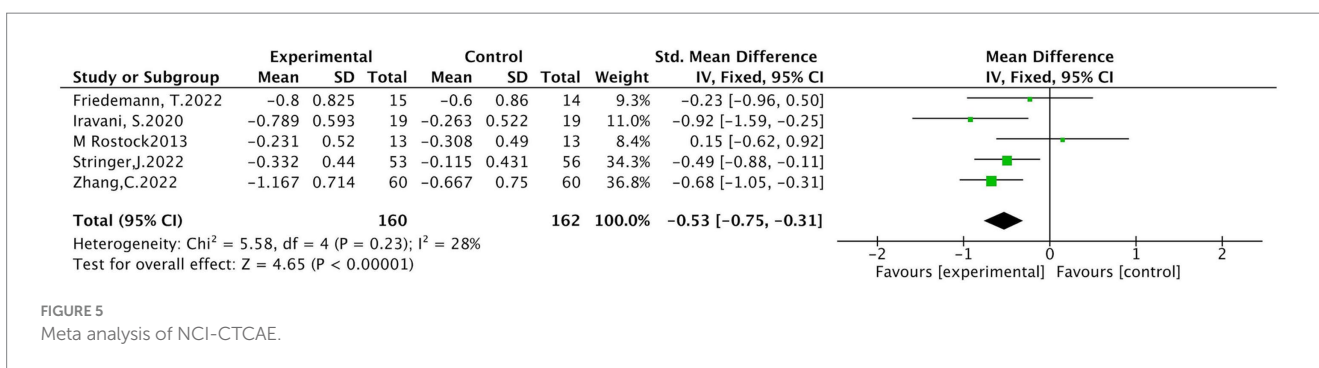 Experimental Control Std. Mean Difference Mean Difference
Study or Subgroup Mean SD Total Mean SD Total Weight IV, Fixed, 95% CI IV, Fixed, 95% CI
Friedemann, T.2022 −0.8 0.825 15 −0.6 0.86 14 9.3% −0.23 [−0.96, 0.50]
Iravani, S.2020 −0.789 0.593 19 −0.263 0.522 19 11.0% −0.92 [−1.59, −0.25]
M Rostock2013 −0.231 0.52 13 −0.308 0.49 13 8.4% 0.15 [−0.62, 0.92]
Stringer,J.2022 −0.332 0.44 53 −0.115 0.431 56 34.3% −0.49 [−0.88, −0.11]
Zhang,C.2022 −1.167 0.714 60 −0.667 0.75 60 36.8% −0.68 [−1.05, −0.31]
Total (95% CI) 160 162 100.0% −0.53 [−0.75, −0.31]
Heterogeneity: Chi² = 5.58, df = 4 (P = 0.23); I² = 28%
Test for overall effect: Z = 4.65 (P < 0.00001)
−2 −1 0 1 2
Favours [experimental] Favours [control]
FIGURE 5
Meta analysis of NCI-CTCAE.